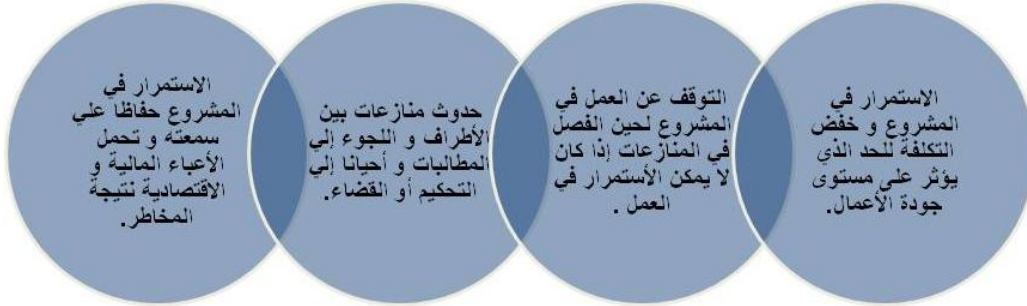 الاستمرار في
المشروع و خفض
التكلفة للحد الذي
يؤثر على مستوى
جودة الأعمال.
التوقف عن العمل في
المشروع لحين الفصل
في المنازعات إذا كان
لا يمكن الأستمرار في
العمل .
حدوث منازعات بين
الأطراف و اللجوء إلي
المطالبات و أحيانا إلي
التحكيم أو القضاء.
الاستمرار في
المشروع حفاظا علي
سمعته و تحمل
الأعباء المالية و
الاقتصادية نتيجة
المخاطر.